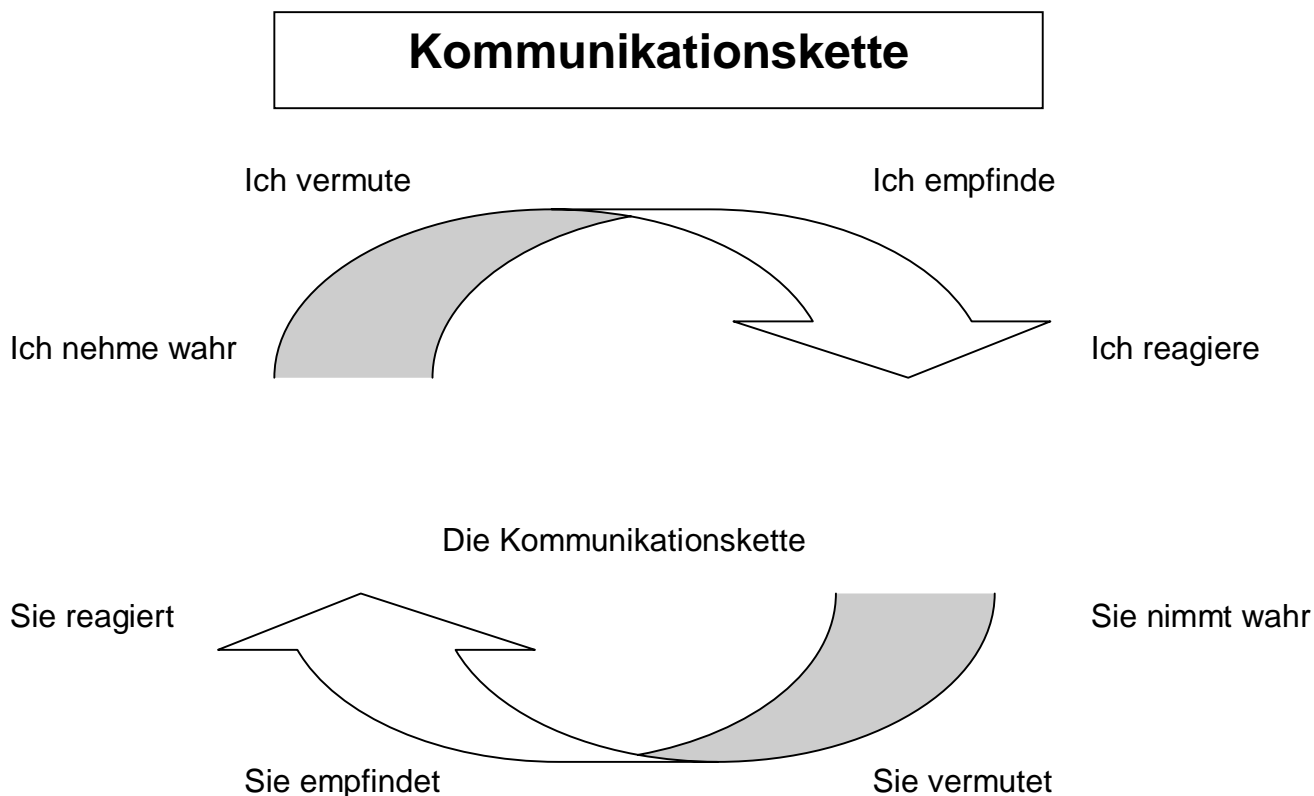 Kommunikationskette
Ich vermute
Ich empfinde
Ich nehme wahr
Ich reagiere
Die Kommunikationskette
Sie reagiert
Sie nimmt wahr
Sie empfindet
Sie vermutet